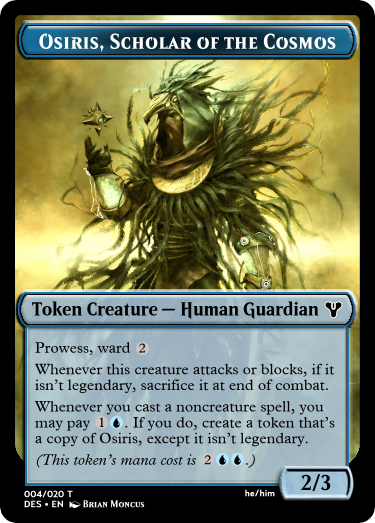 Osiris, Scholar of the Cosmos
Token Creature — Human Guardian
Prowess, ward 2
Whenever this creature attacks or blocks, if it
isn't legendary, sacrifice it at end of combat.
Whenever you cast a noncreature spell, you
may pay 1 . If you do, create a token that's
a copy of Osiris, except it isn't legendary.
(This token's mana cost is 2 .)
2/3
004/020 T
he/him
DES • EN Brian Moncus